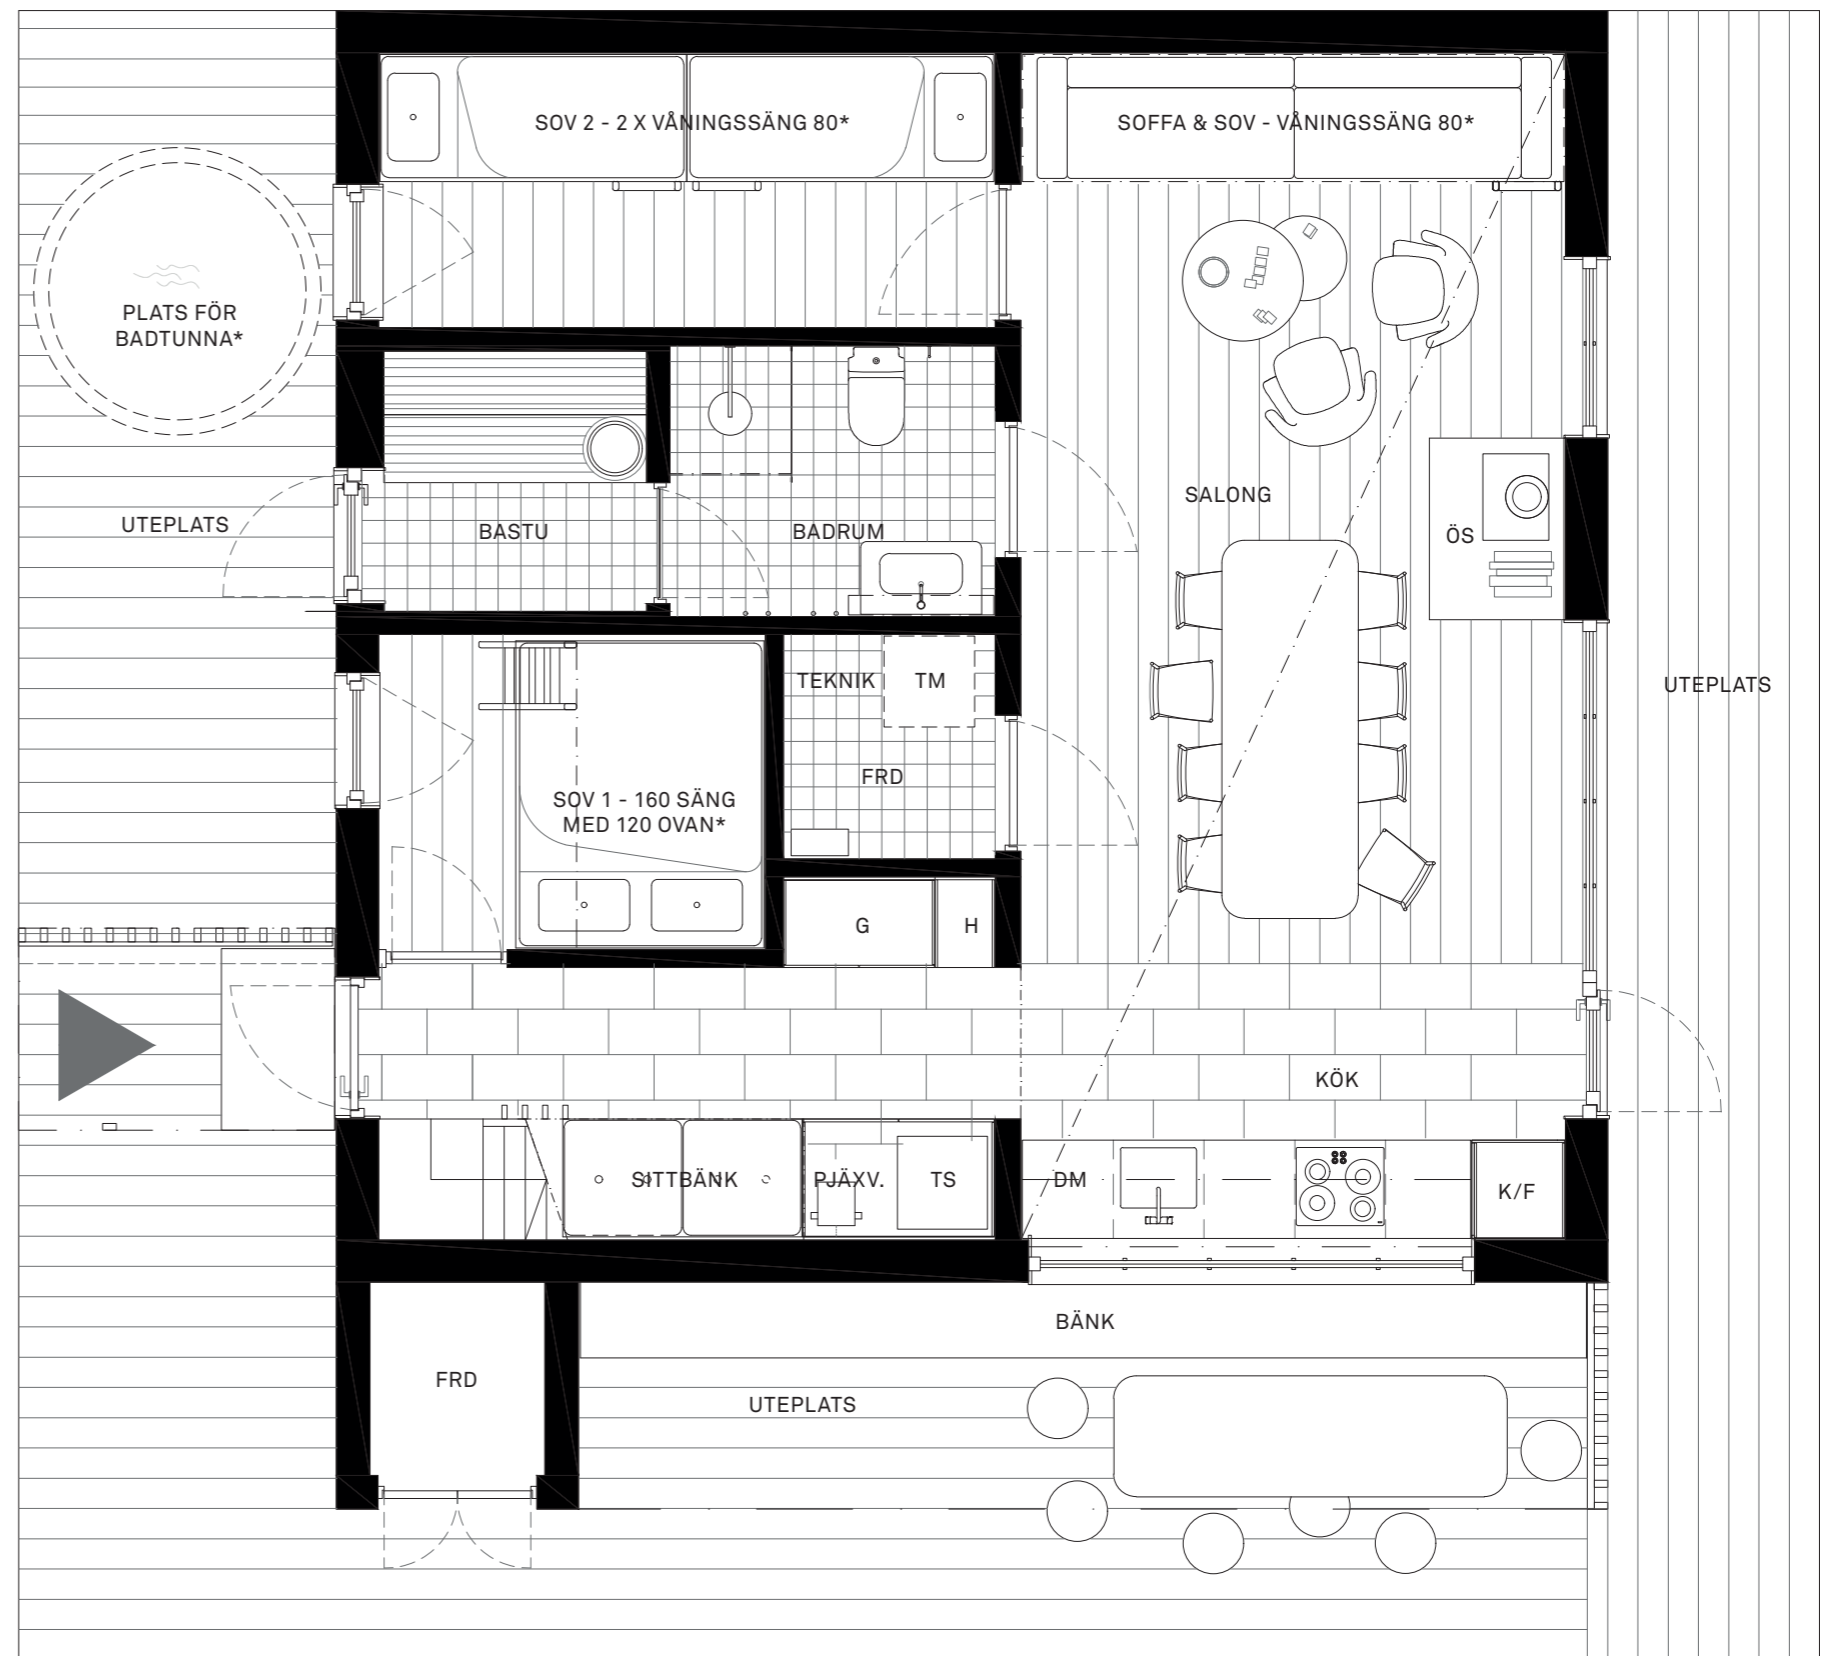 SOV 2 - 2 X VÅNINGSSÄNG 80*
SOFFA & SOV - VÅNINGSSÄNG 80*
PLATS FÖR
BADTUNNA*
SALONG
UTEPLATS
BASTU
BADRUM
ÖS
TEKNIK
TM
UTEPLATS
FRD
SOV 1 - 160 SÄNG
MED 120 OVAN*
G
H
KÖK
SITTBÄNK
PJÄXV.
TS
DM
K/F
BÄNK
FRD
UTEPLATS